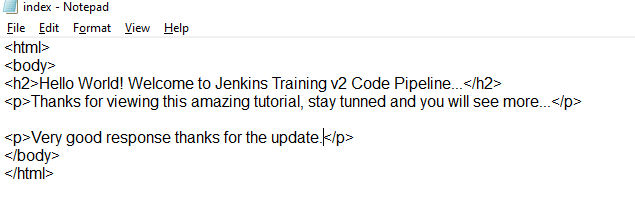 index - Notepad
File Edit Format View Help
<html>
<body>
<h2>Hello World! Welcome to Jenkins Training v2 Code Pipeline...</h2>
<p>Thanks for viewing this amazing tutorial, stay tunned and you will see more...</p>
<p>Very good response thanks for the update.</p>
</body>
</html>